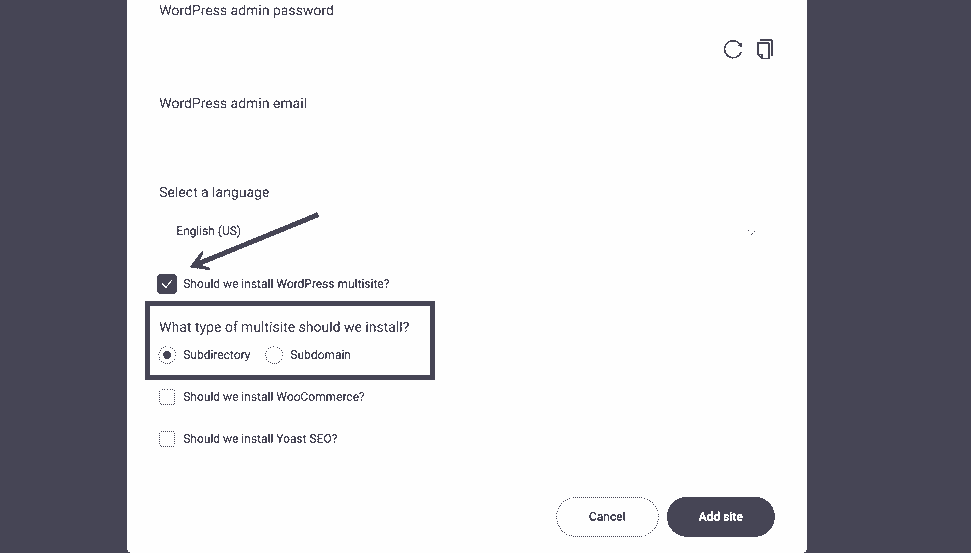 WordPress admin password
WordPress admin email
Select a language
English (US)
Should we install WordPress multisite?
What type of multisite should we install?
Subdirectory Subdomain
Should we install WooCommerce?
Should we install Yoast SEO?
Cancel Add site